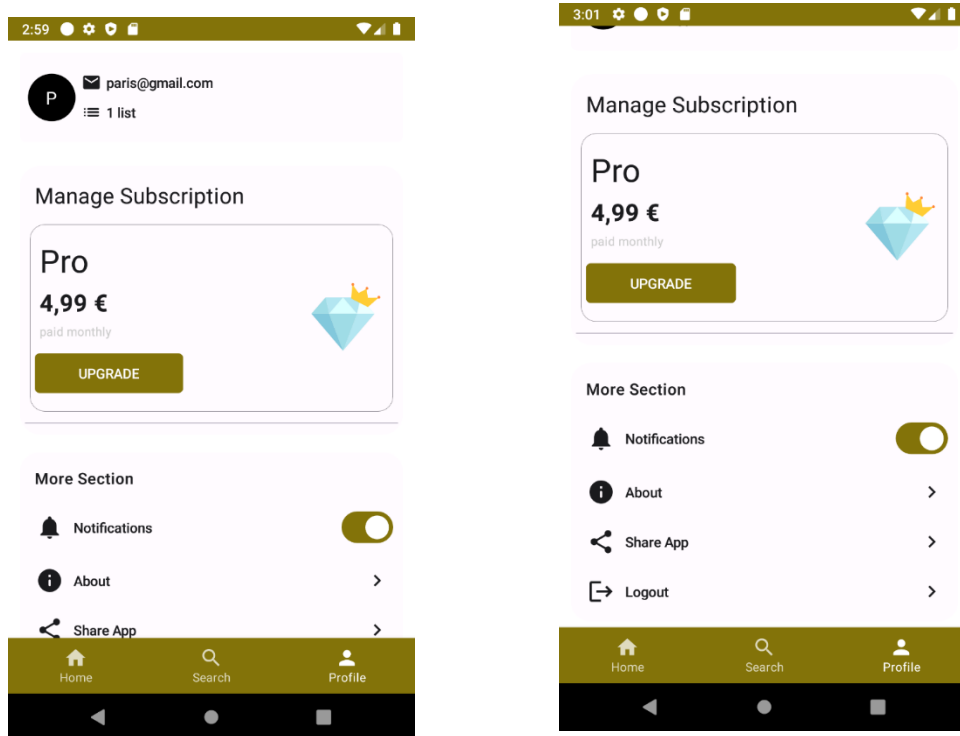 2:59
P
paris@gmail.com
1 list
Manage Subscription
Pro
4,99 €
paid monthly
UPGRADE
More Section
Notifications
About
Share App
Home Search Profile
3:01
Manage Subscription
Pro
4,99 €
paid monthly
UPGRADE
More Section
Notifications
About
Share App
Logout
Home Search Profile